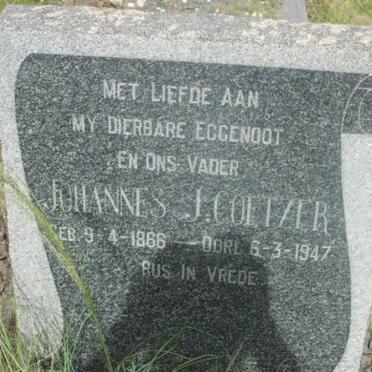 MET LIEFDE AAN
MY DIERBARE EGGENOOT
EN ONS VADER
JOHANNES J. COETZER
GEB. 9-4-1866 — OORL. 6-3-1947
RUS IN VREDE